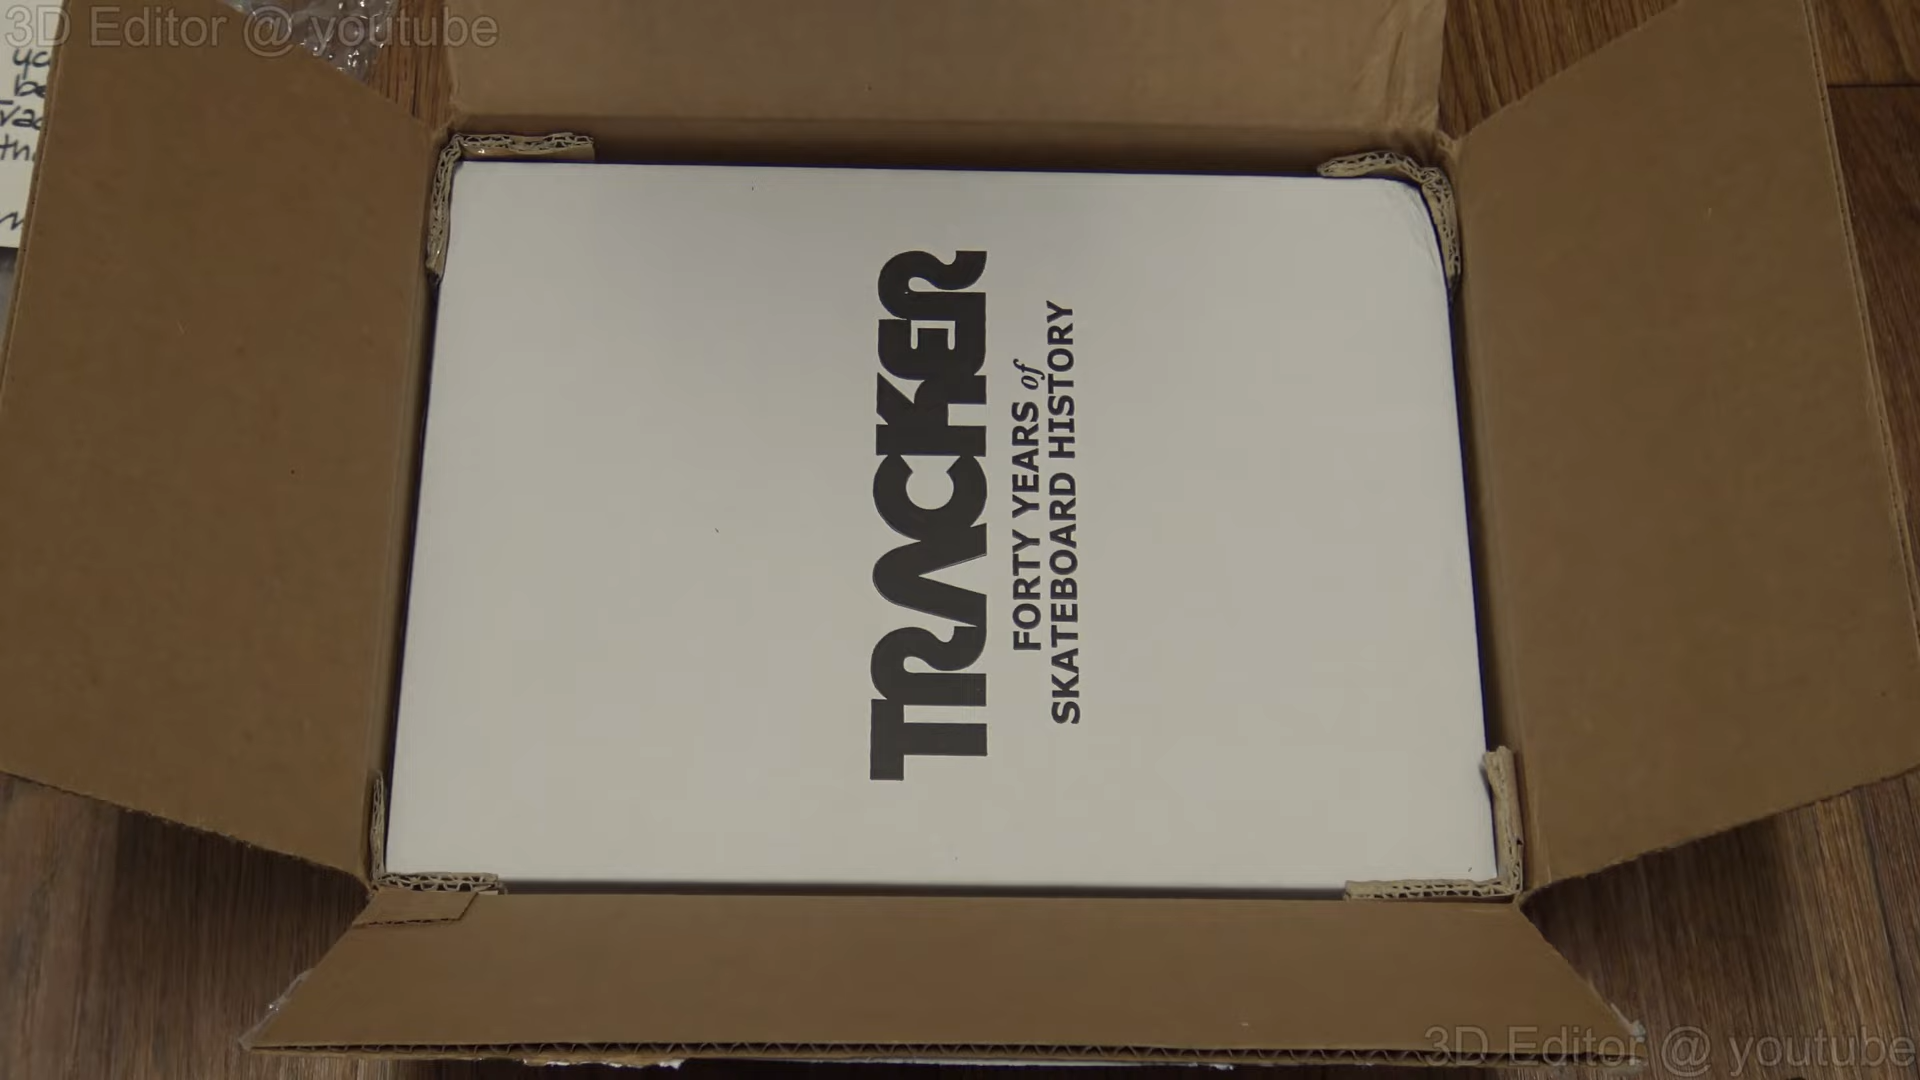 3D Editor @ youtube
TRACKER
FORTY YEARS of
SKATEBOARD HISTORY
3D Editor @ youtube